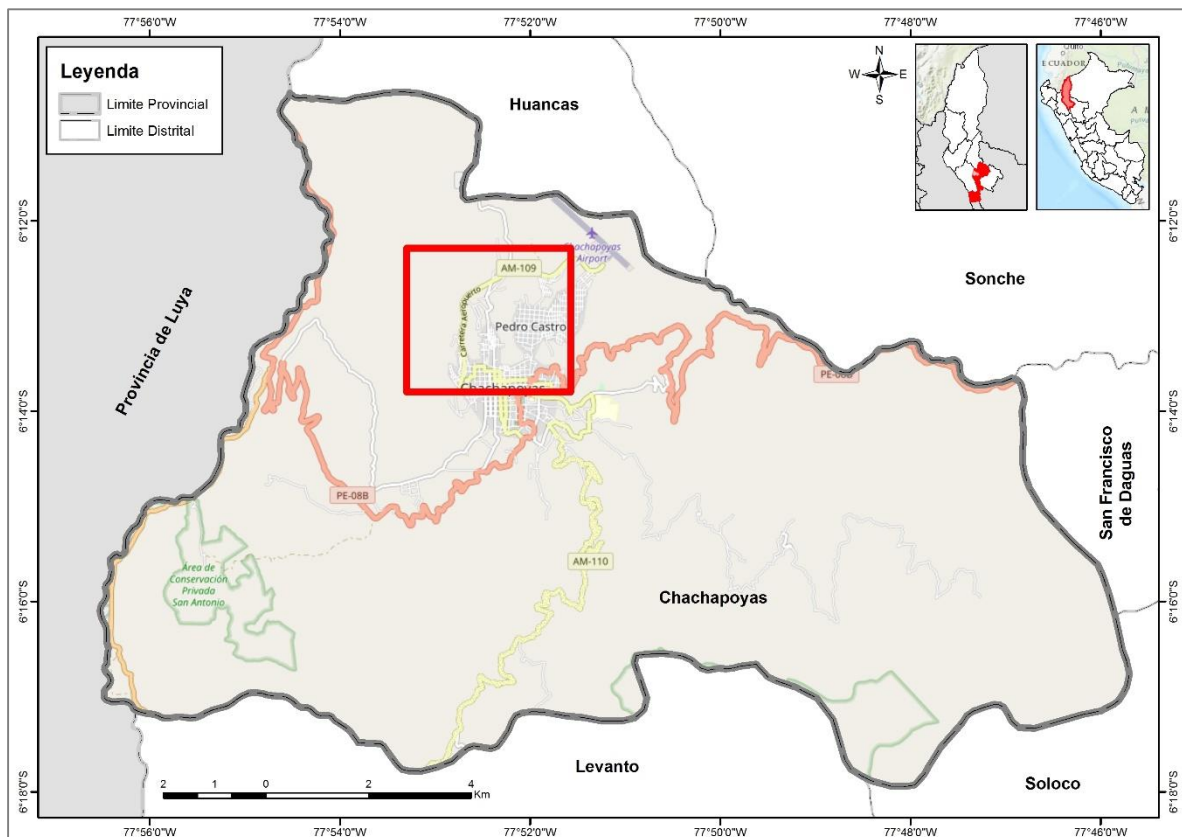 77°56'0"W
77°54'0"W
77°52'0"W
77°50'0"W
77°48'0"W
77°46'0"W
Leyenda
Limite Provincial
Limite Distrital
N
W
E
S
Quito
ECUADOR
Huancas
6°12'0"S
6°12'0"S
Chachapoyas
Airport
AM-109
Sonche
Carretera Aeropuerto
Pedro Castro
Provincia de Luya
PE-08B
Chachapoyas
6°14'0"S
6°14'0"S
PE-08B
San Francisco
de Daguas
AM-110
Área de
Conservación
Privada
San Antonio
Chachapoyas
6°16'0"S
6°16'0"S
Levanto
Soloco
2
1
0
2
4
Km
6°18'0"S
6°18'0"S
77°56'0"W
77°54'0"W
77°52'0"W
77°50'0"W
77°48'0"W
77°46'0"W